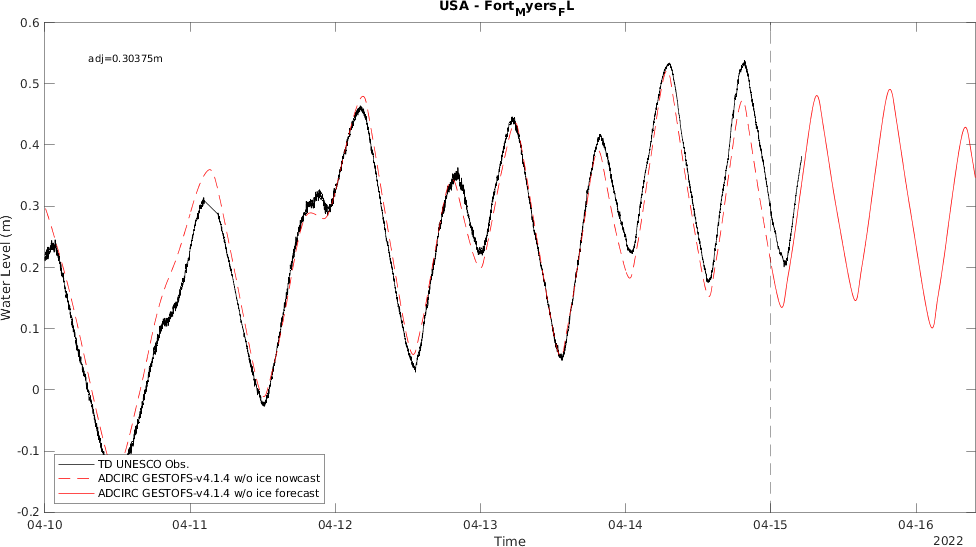 USA - FortMyersFL
adj=0.30375m
0.6
0.5
0.4
0.3
0.2
0.1
0
-0.1
-0.2
Water Level (m)
TD UNESCO Obs.
ADCIRC GESTOFS-v4.1.4 w/o ice nowcast
ADCIRC GESTOFS-v4.1.4 w/o ice forecast
04-10
04-11
04-12
04-13
04-14
04-15
04-16
Time
2022